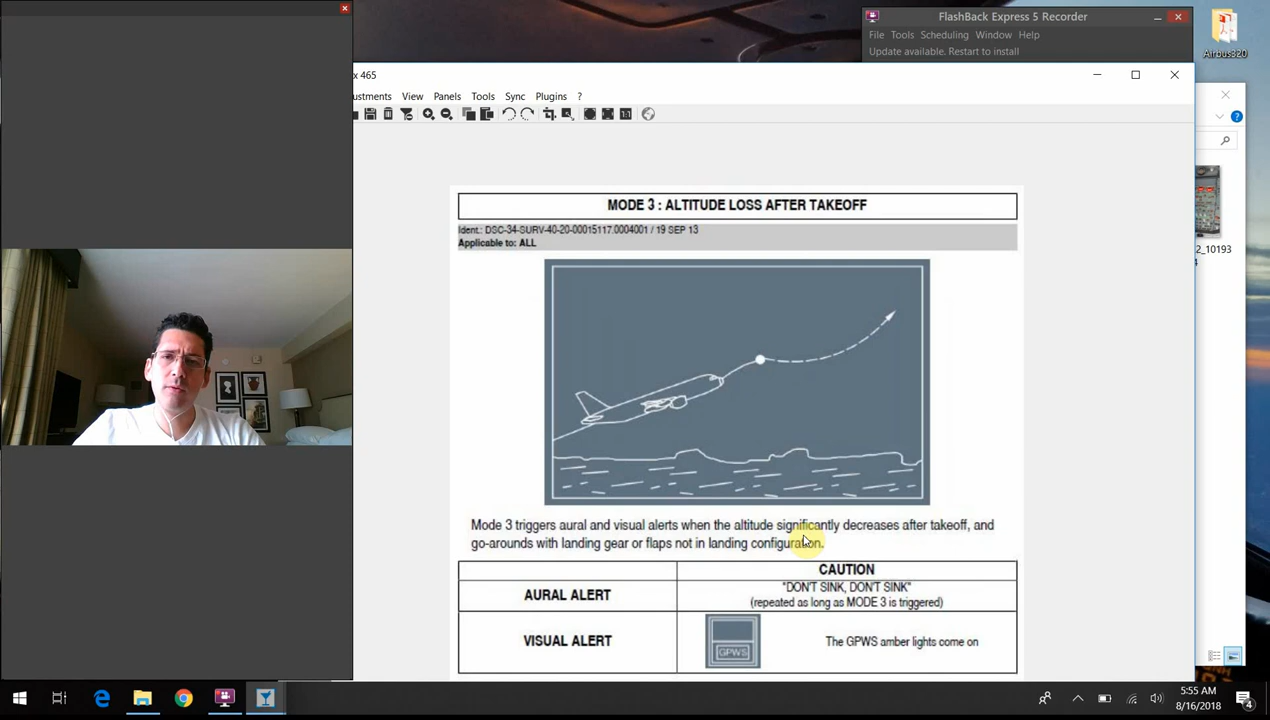 FlashBack Express 5 Recorder
File Tools Scheduling Window Help
Update available. Restart to install
Airbus320
x 465
ustments View Panels Tools Sync Plugins ?
1:1
MODE 3 : ALTITUDE LOSS AFTER TAKEOFF
Ident.: DSC-34-SURV-40-20-00015117.0004001 / 19 SEP 13
Applicable to: ALL
2_10193
4
Mode 3 triggers aural and visual alerts when the altitude significantly decreases after takeoff, and
go-arounds with landing gear or flaps not in landing configuration.
CAUTION
AURAL ALERT
"DON'T SINK, DON'T SINK"
(repeated as long as MODE 3 is triggered)
VISUAL ALERT
GPWS
The GPWS amber lights come on
5:55 AM
8/16/2018
4